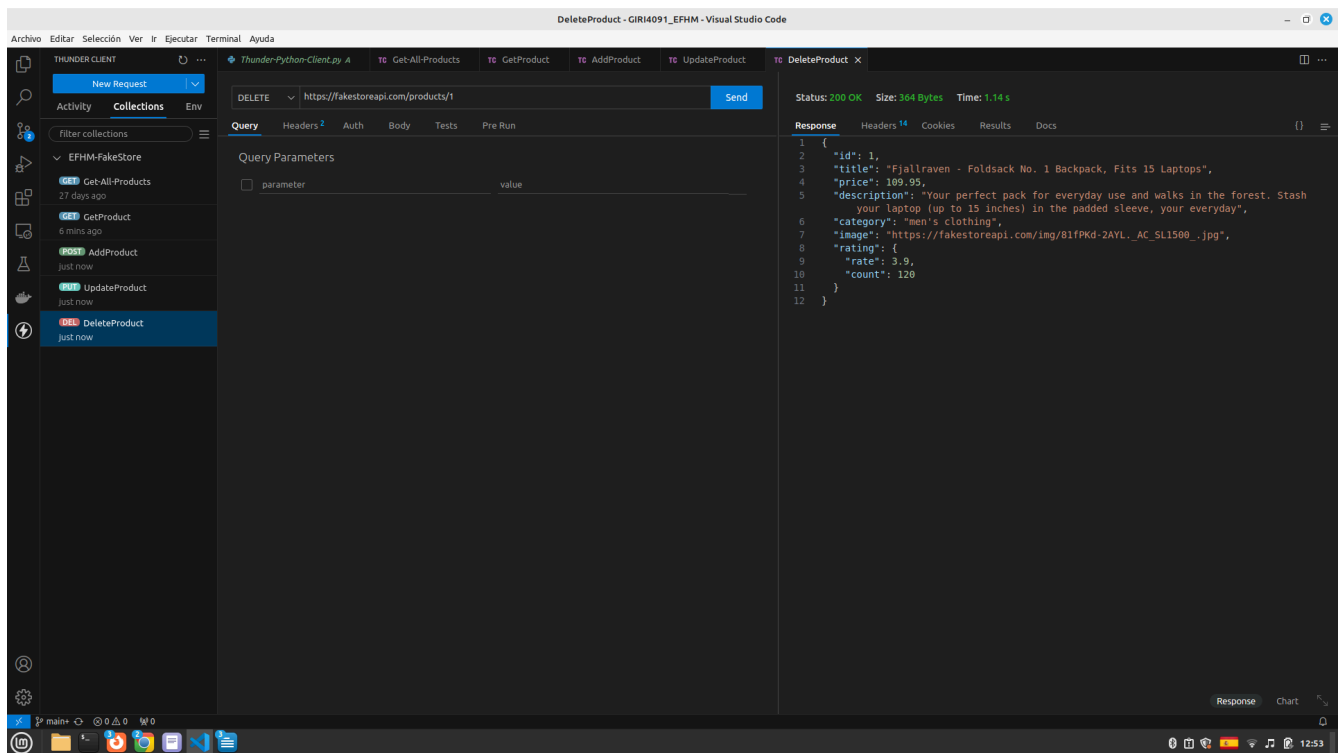 DeleteProduct - GIRI4091_EFHM - Visual Studio Code
Archivo Editar Selección Ver Ir Ejecutar Terminal Ayuda
THUNDER CLIENT
Thunder-Python-Client.py A
TC Get-All-Products
TC GetProduct
TC AddProduct
TC UpdateProduct
TC DeleteProduct
New Request
Activity Collections Env
filter collections
EFHM-FakeStore
GET Get-All-Products
27 days ago
GET GetProduct
6 mins ago
POST AddProduct
just now
PUT UpdateProduct
just now
DEL DeleteProduct
just now
DELETE https://fakestoreapi.com/products/1 Send
Query Headers 2 Auth Body Tests Pre Run
Query Parameters
parameter value
Status: 200 OK Size: 364 Bytes Time: 1.14 s
Response Headers 14 Cookies Results Docs {}
1 {
2 "id": 1,
3 "title": "Fjallraven - Foldsack No. 1 Backpack, Fits 15 Laptops",
4 "price": 109.95,
5 "description": "Your perfect pack for everyday use and walks in the forest. Stash
your laptop (up to 15 inches) in the padded sleeve, your everyday",
6 "category": "men's clothing",
7 "image": "https://fakestoreapi.com/img/81fPKd-2AYL._AC_SL1500_.jpg",
8 "rating": {
9 "rate": 3.9,
10 "count": 120
11 }
12 }
Response Chart
main+ 0 0 0
12:53